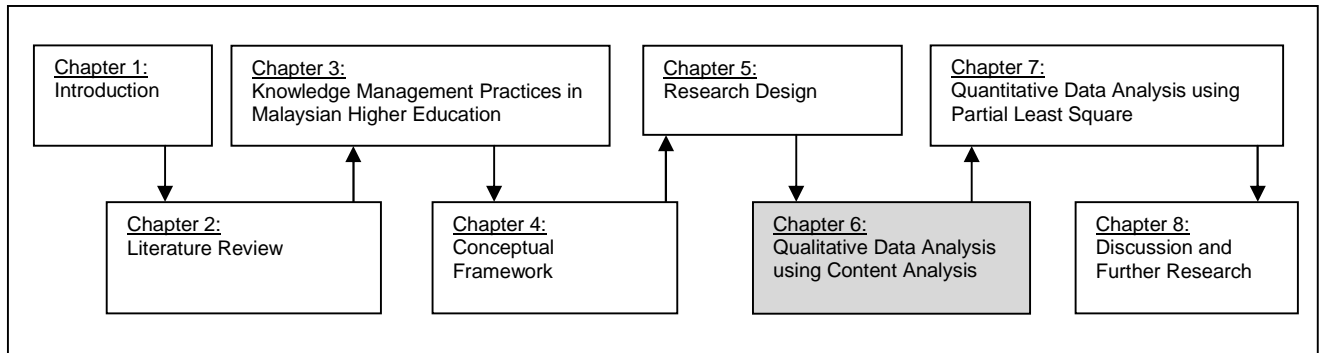 Chapter 1:
Introduction
Chapter 2:
Literature Review
Chapter 3:
Knowledge Management Practices in
Malaysian Higher Education
Chapter 4:
Conceptual
Framework
Chapter 5:
Research Design
Chapter 6:
Qualitative Data Analysis
using Content Analysis
Chapter 7:
Quantitative Data Analysis using
Partial Least Square
Chapter 8:
Discussion and
Further Research